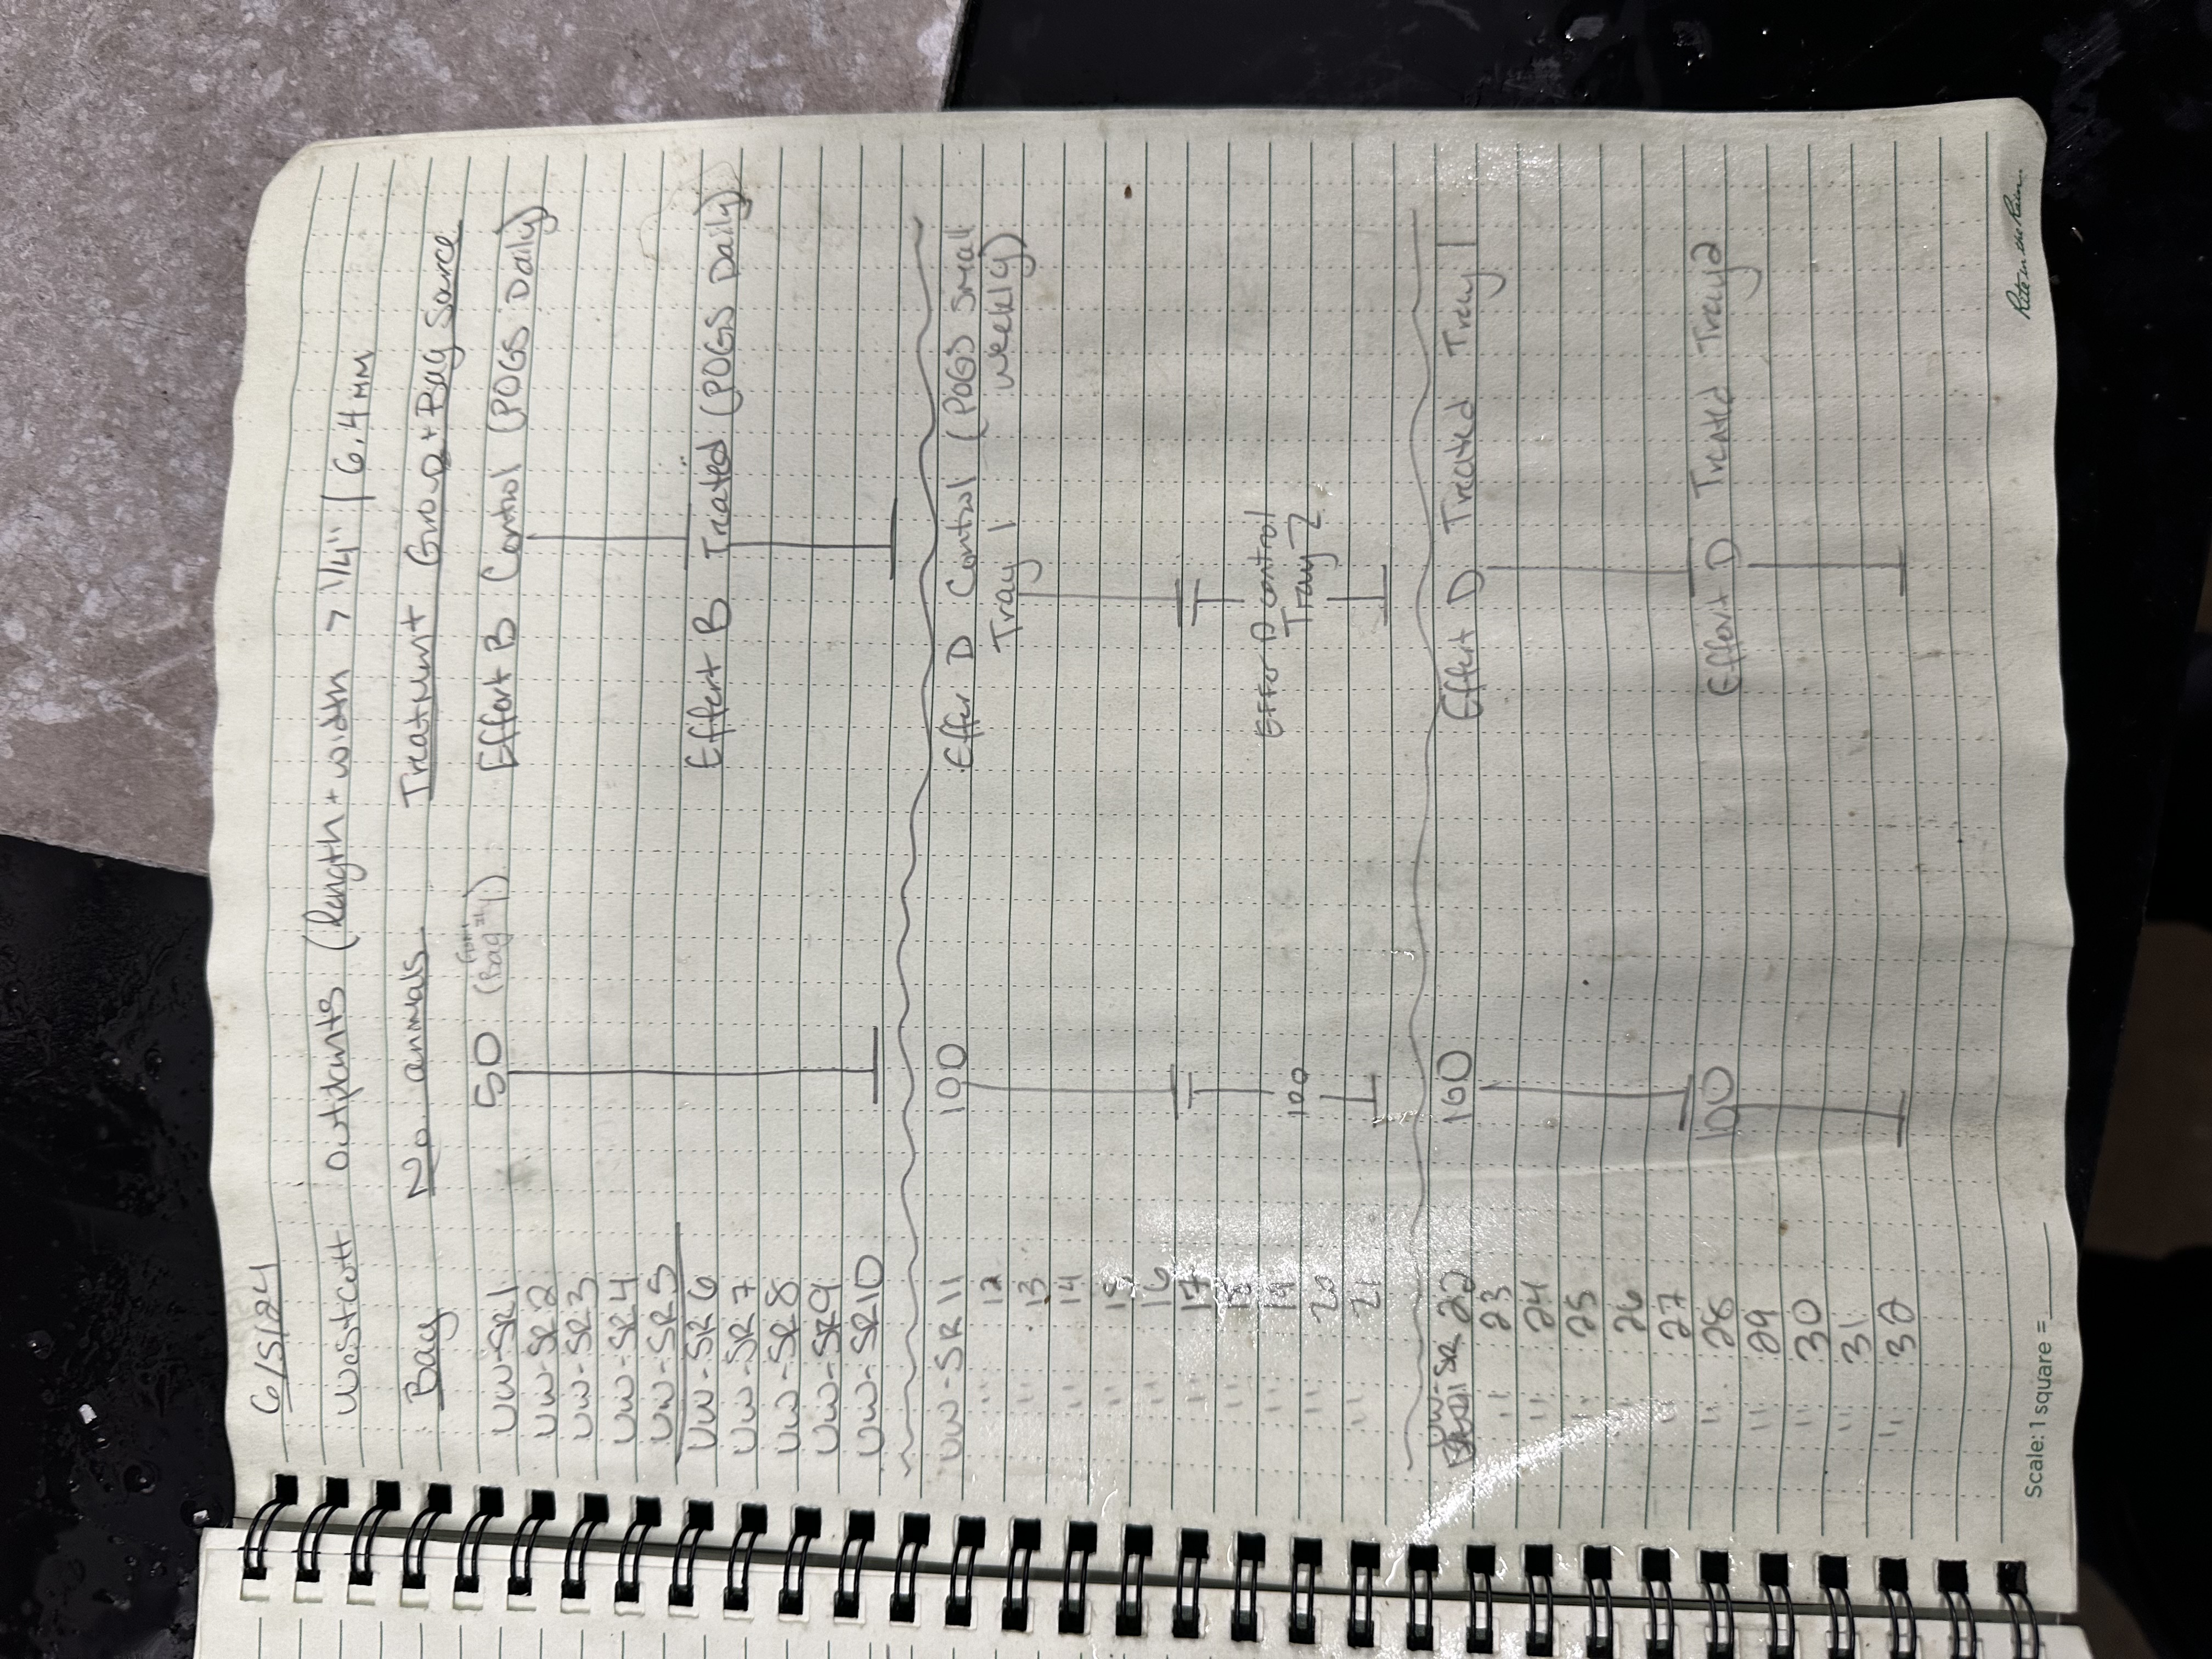 6/5/24
Westcott Outplants (length + width > 1/4" / 6.4 mm
Bag No. animals Treatment Group + Bag Source
UW-SR1 50 (from Bag #1) Effort B Control (POGS Daily)
UW-SR2
UW-SR3
UW-SR4
UW-SR5
UW-SR6 Effort B Treated (POGS Daily)
UW-SR7
UW-SR8
UW-SR9
UW-SR10
UW-SR11 100 Effor D Control (POGS Small
" 12 Tray 1 Weekly)
" 13
" 14
" 15
" 16
" 17
" 18
" 19 Effor D control
" 20 100 Tray 2
" 21
UW-SR 22 100 Effort D Treated Tray 1
" 23
" 24
" 25
" 26
" 27
" 28 100 Effort D Treated Tray 2
" 29
" 30
" 31
" 32
Scale: 1 square =
Rite in the Rain